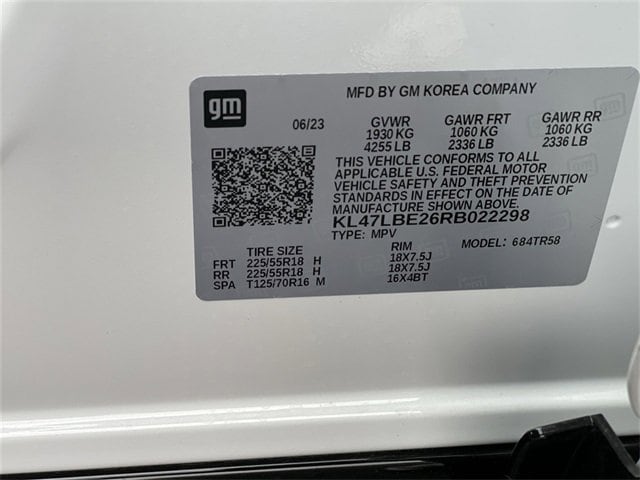 gm
MFD BY GM KOREA COMPANY
06/23 GVWR GAWR FRT GAWR RR
1930 KG 1060 KG 1060 KG
4255 LB 2336 LB 2336 LB
THIS VEHICLE CONFORMS TO ALL
APPLICABLE U.S. FEDERAL MOTOR
VEHICLE SAFETY AND THEFT PREVENTION
STANDARDS IN EFFECT ON THE DATE OF
MANUFACTURE SHOWN ABOVE.
KL47LBE26RB022298
TYPE: MPV MODEL: 684TR58
TIRE SIZE RIM
FRT 225/55R18 H 18X7.5J
RR 225/55R18 H 18X7.5J
SPA T125/70R16 M 16X4BT